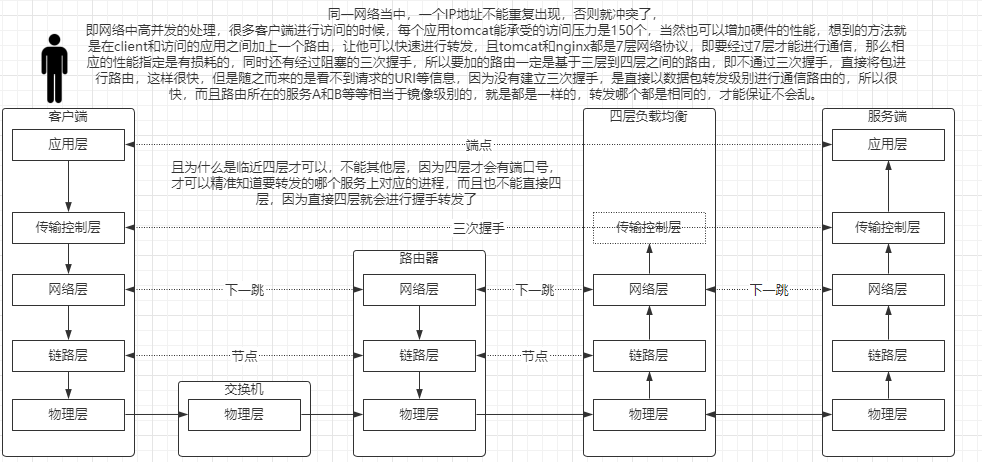 同一网络当中，一个IP地址不能重复出现，否则就冲突了，
即网络中高并发的处理，很多客户端进行访问的时候，每个应用tomcat能承受的访问压力是150个，当然也可以增加硬件的性能，想到的方法就
是在client和访问的应用之间加上一个路由，让他可以快速进行转发，且tomcat和nginx都是7层网络协议，即要经过7层才能进行通信，那么相
应的性能指定是有损耗的，同时还有经过阻塞的三次握手，所以要加的路由一定是基于三层到四层之间的路由，即不通过三次握手，直接将包进
行路由，这样很快，但是随之而来的是看不到请求的URI等信息，因为没有建立三次握手，是直接以数据包转发级别进行通信路由的，所以很
快，而且路由所在的服务A和B等等相当于镜像级别的，就是都是一样的，转发哪个都是相同的，才能保证不会乱。
客户端
四层负载均衡
服务端
应用层
端点
应用层
且为什么是临近四层才可以，不能其他层，因为四层才会有端口号，
才可以精准知道要转发的哪个服务上对应的进程，而且也不能直接四
层，因为直接四层就会进行握手转发了
传输控制层
三次握手
传输控制层
传输控制层
路由器
网络层
下一跳
网络层
下一跳
网络层
下一跳
网络层
链路层
节点
链路层
节点
链路层
链路层
交换机
物理层
物理层
物理层
物理层
物理层